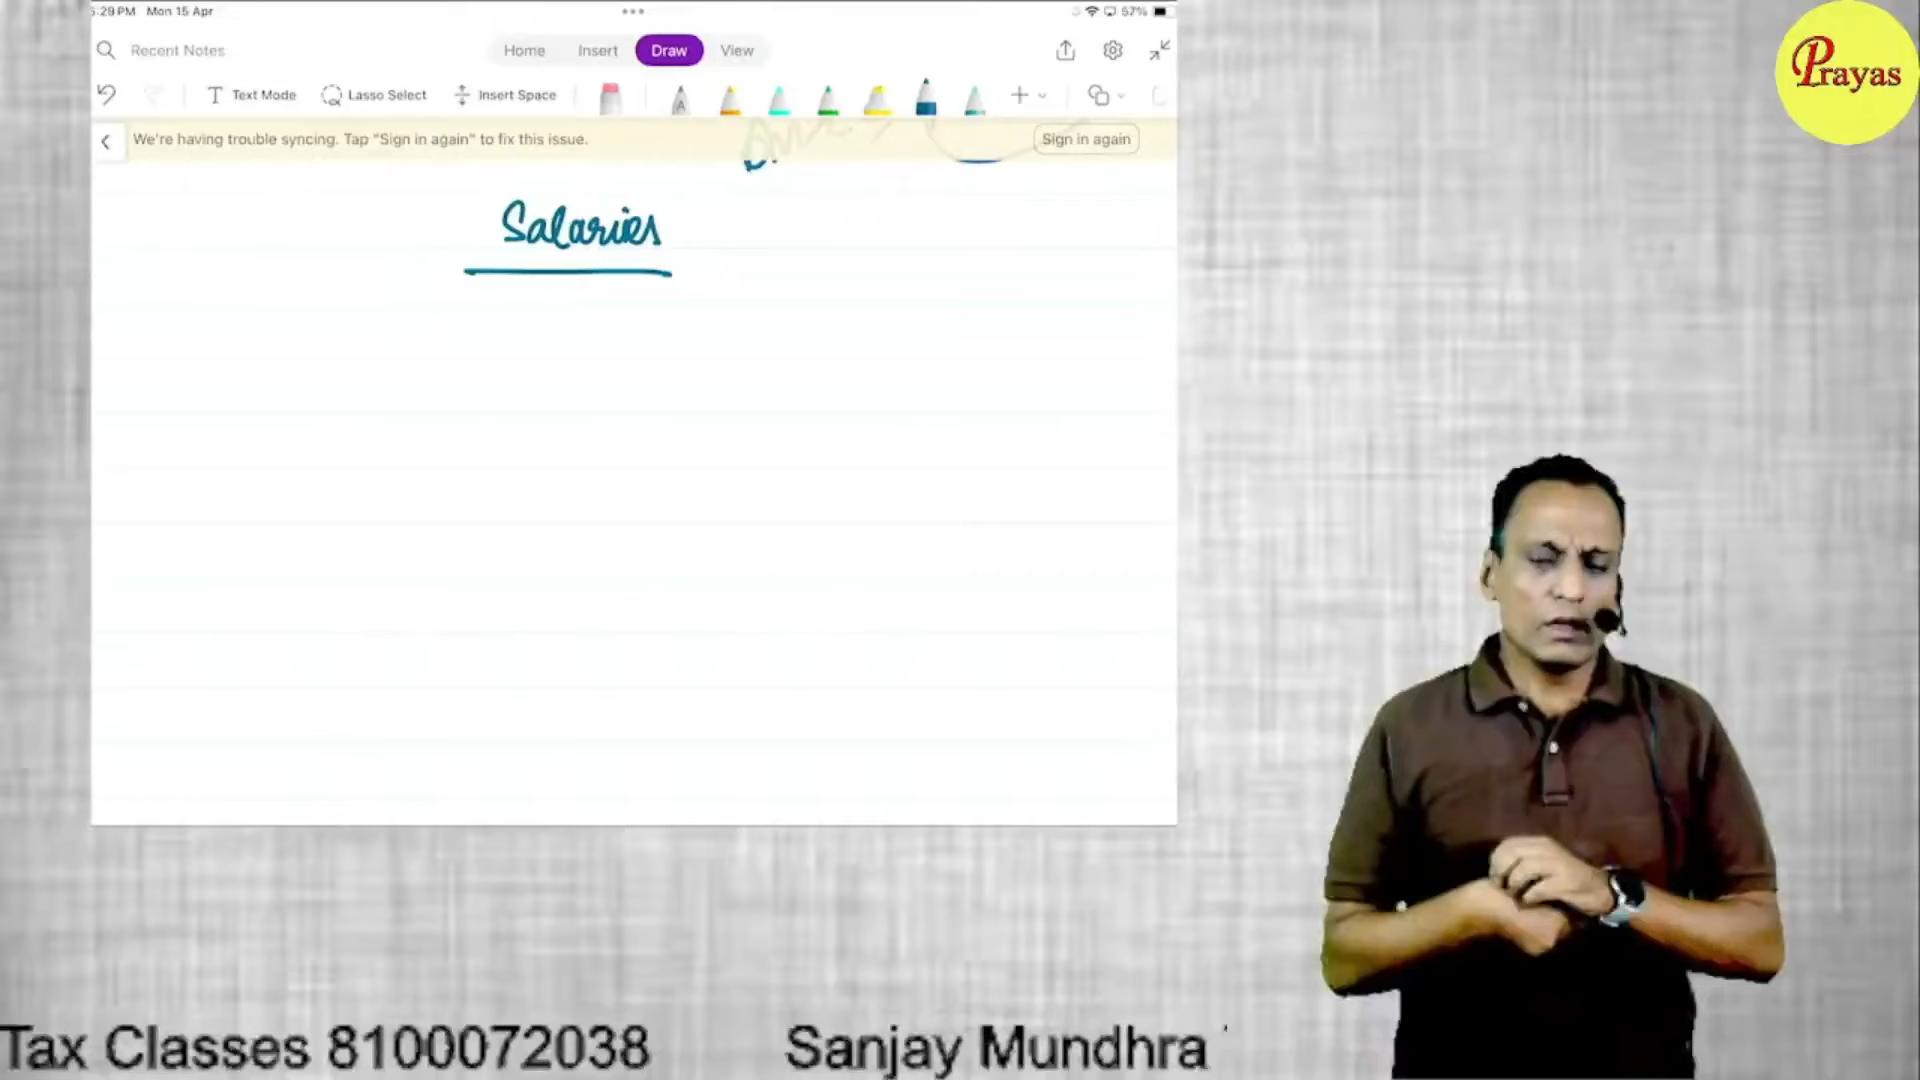 :29 PM Mon 15 Apr
57%
Recent Notes
Home Insert Draw View
Text Mode Lasso Select Insert Space
We're having trouble syncing. Tap "Sign in again" to fix this issue.
Sign in again
Salaries
Prayas
Tax Classes 8100072038 Sanjay Mundhra